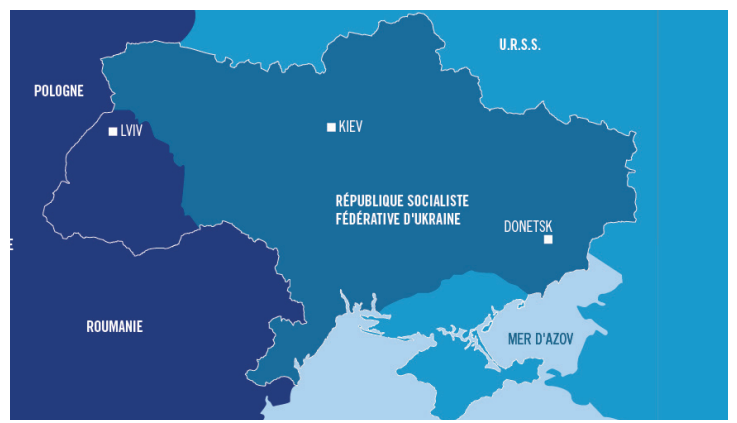 U.R.S.S.
POLOGNE
LVIV
KIEV
RÉPUBLIQUE SOCIALISTE
FÉDÉRATIVE D'UKRAINE
DONETSK
E
ROUMANIE
MER D'AZOV